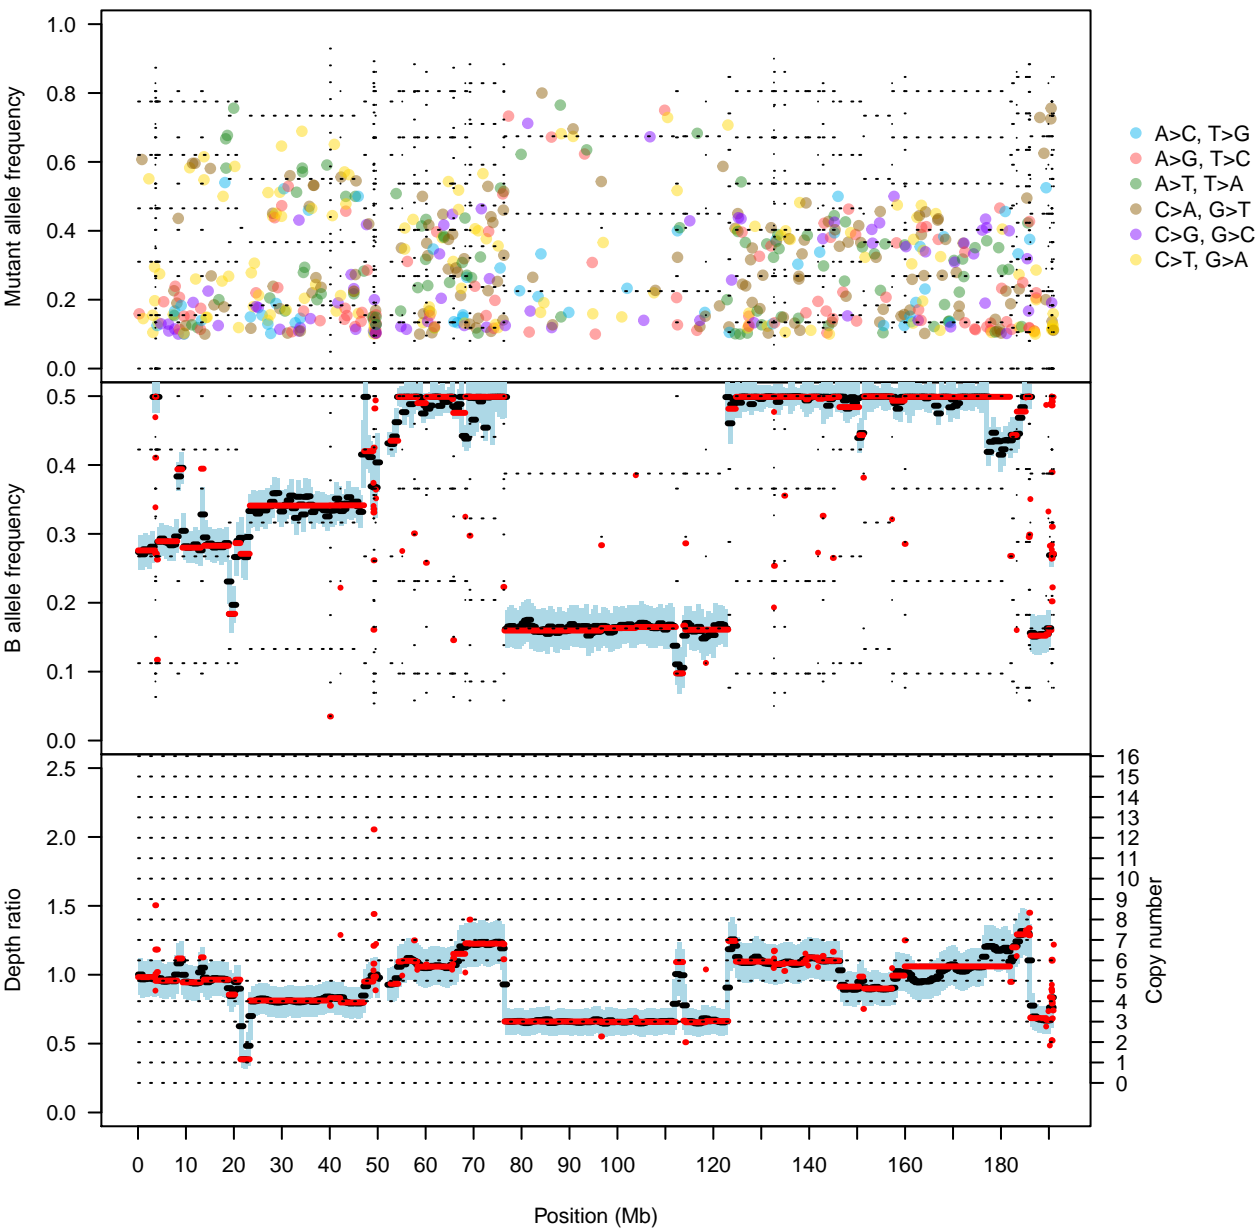 1.0
0.8
0.6
0.4
0.2
0.0
Mutant allele frequency
A>C, T>G
A>G, T>C
A>T, T>A
C>A, G>T
C>G, G>C
C>T, G>A
0.5
0.4
0.3
0.2
0.1
0.0
B allele frequency
2.5
2.0
1.5
1.0
0.5
0.0
Depth ratio
16
15
14
13
12
11
10
9
8
7
6
5
4
3
2
1
0
Copy number
0 10 20 30 40 50 60 70 80 90 100 120 140 160 180
Position (Mb)